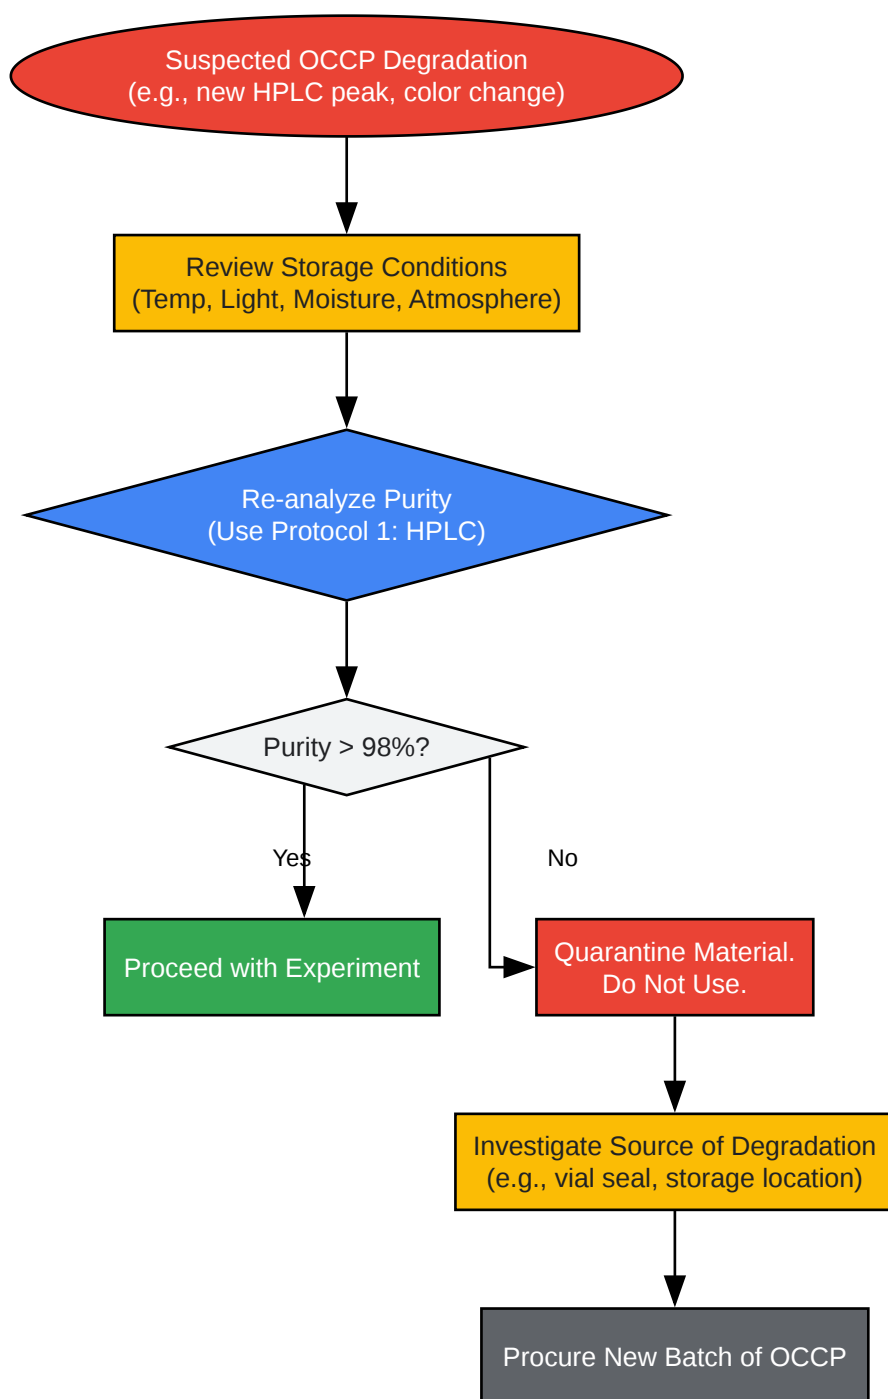 Suspected OCCP Degradation
(e.g., new HPLC peak, color change)
Review Storage Conditions
(Temp, Light, Moisture, Atmosphere)
Re-analyze Purity
(Use Protocol 1: HPLC)
Purity > 98%?
Yes
No
Proceed with Experiment
Quarantine Material.
Do Not Use.
Investigate Source of Degradation
(e.g., vial seal, storage location)
Procure New Batch of OCCP